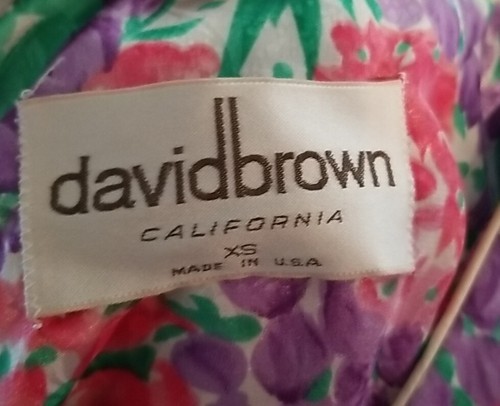 davidbrown
CALIFORNIA
XS
MADE IN U.S.A.